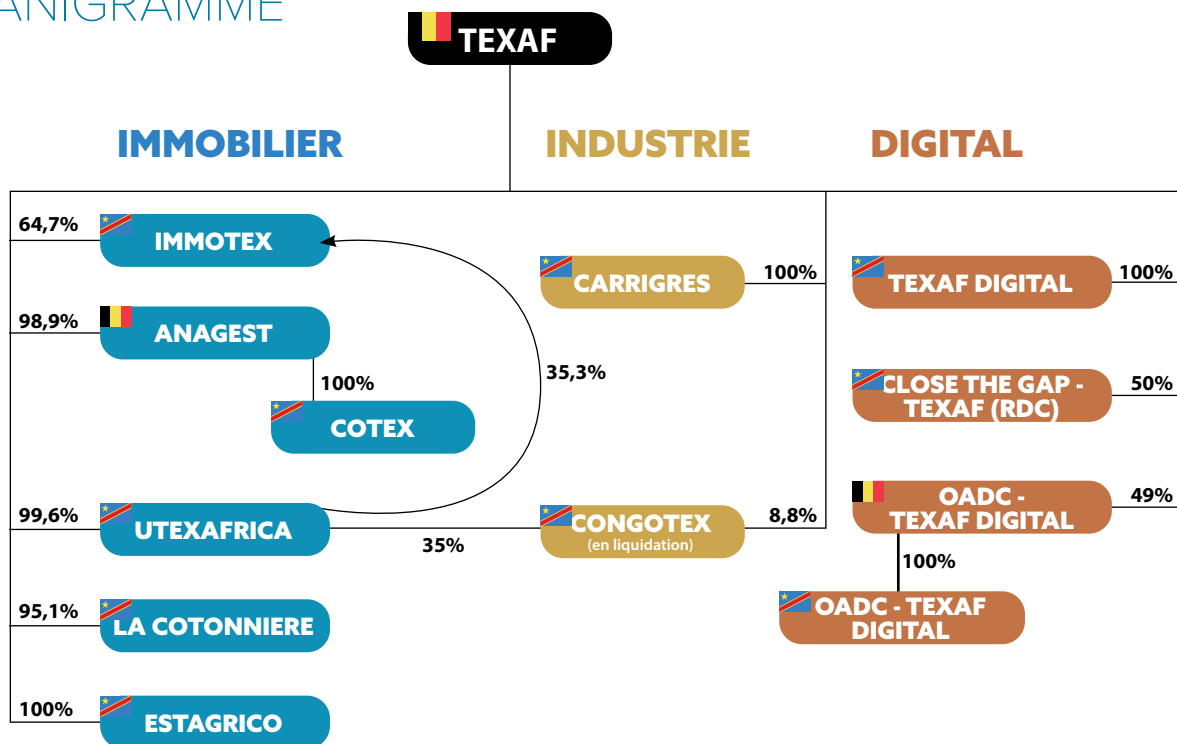 ANIGRAMME
TEXAF
IMMOBILIER
INDUSTRIE
DIGITAL
64,7%
IMMOTEX
98,9%
ANAGEST
100%
COTEX
35,3%
99,6%
UTEXAFRICA
35%
95,1%
LA COTONNIERE
100%
ESTAGRICO
CARRIGRES
100%
CONGOTEX
(en liquidation)
8,8%
TEXAF DIGITAL
100%
CLOSE THE GAP -
TEXAF (RDC)
50%
OADC -
TEXAF DIGITAL
49%
100%
OADC - TEXAF
DIGITAL